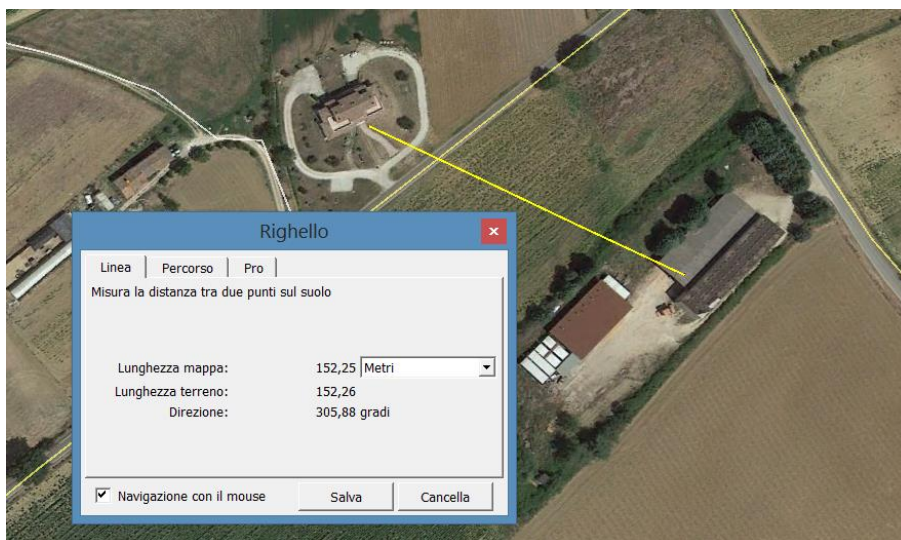 Righello
Linea Percorso Pro
Misura la distanza tra due punti sul suolo
Lunghezza mappa: 152,25 Metri
Lunghezza terreno: 152,26
Direzione: 305,88 gradi
Navigazione con il mouse Salva Cancella